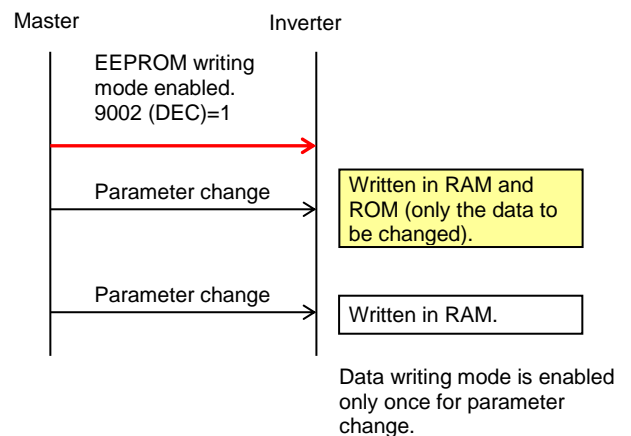 Master
Inverter
EEPROM writing
mode enabled.
9002 (DEC)=1
Parameter change
Written in RAM and
ROM (only the data to
be changed).
Parameter change
Written in RAM.
Data writing mode is enabled
only once for parameter
change.